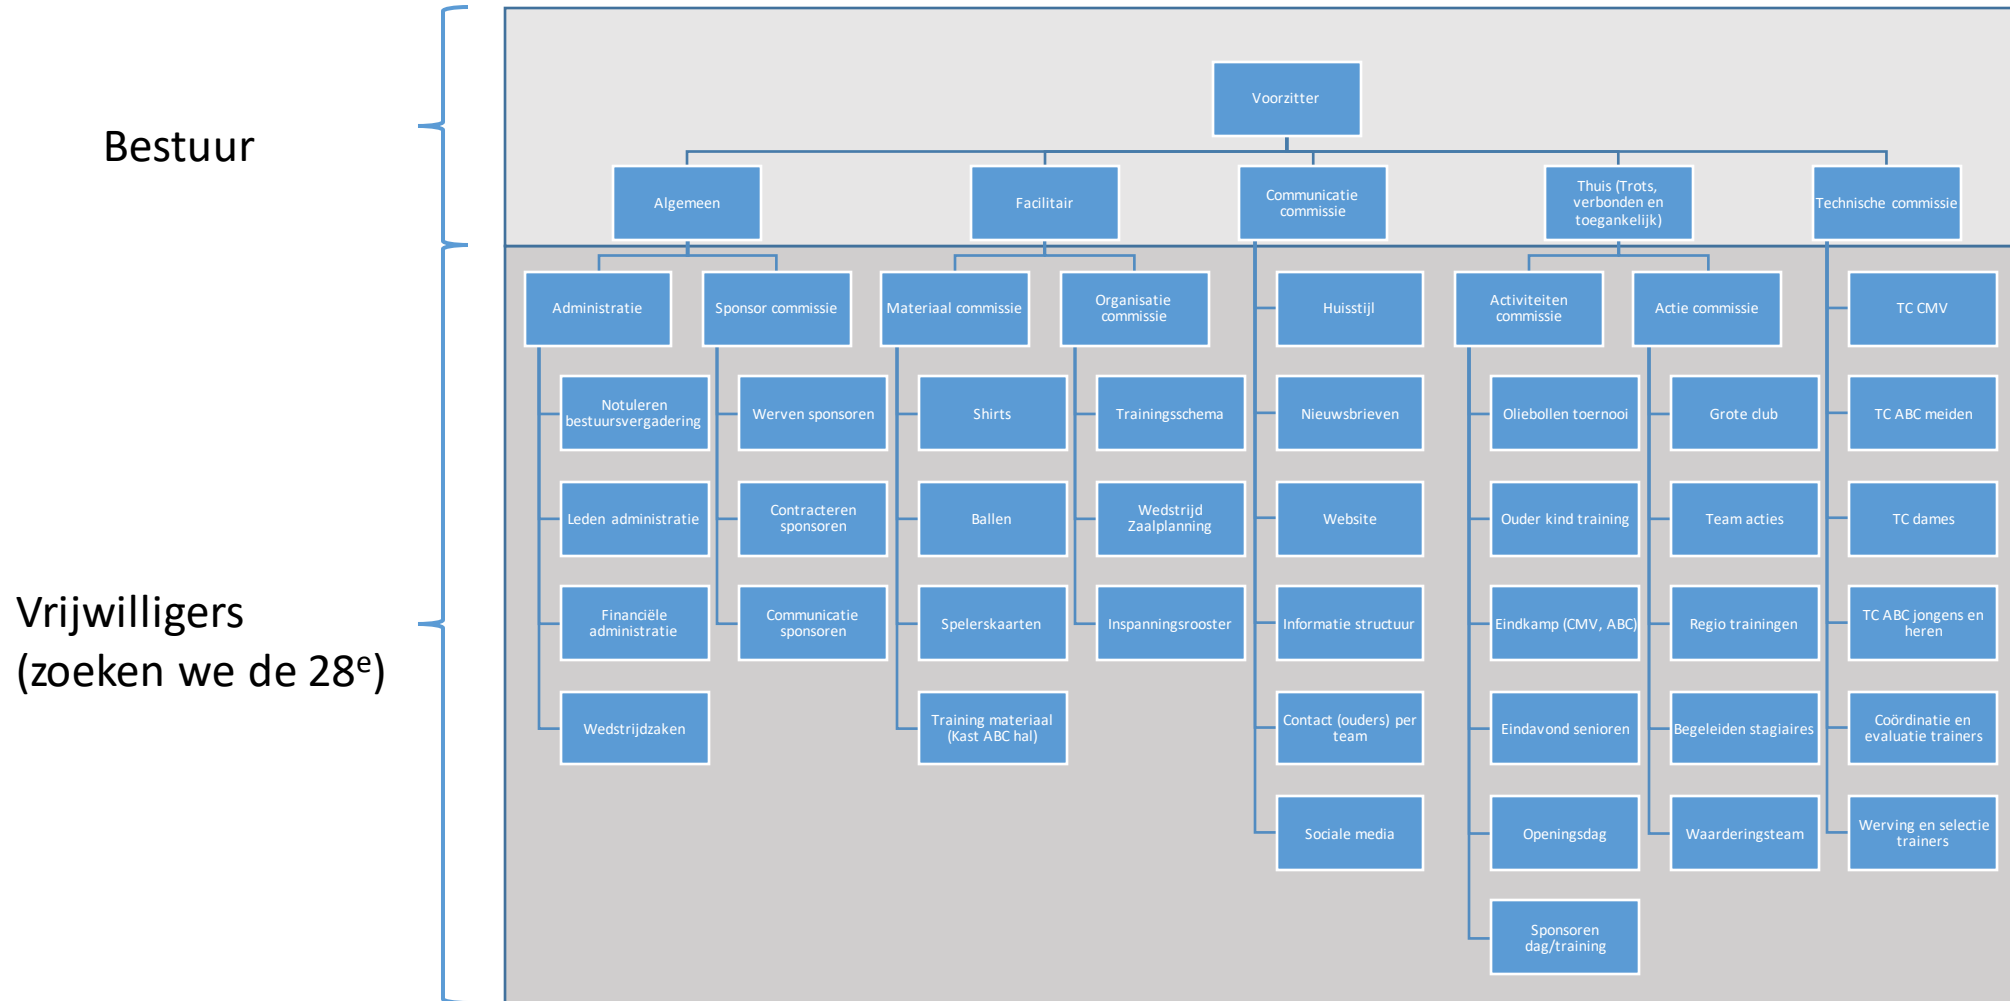 Bestuur
Vrijwilligers
(zoeken we de 28e)
Voorzitter
Algemeen
Facilitair
Communicatie
commissie
Thuis (Trots,
verbonden en
toegankelijk)
Technische commissie
Administratie
Sponsor commissie
Materiaal commissie
Organisatie
commissie
Huisstijl
Activiteiten
commissie
Actie commissie
TC CMV
Notuleren
bestuursvergadering
Werven sponsoren
Shirts
Trainingsschema
Nieuwsbrieven
Oliebollen toernooi
Grote club
TC ABC meiden
Leden administratie
Contracteren
sponsoren
Ballen
Wedstrijd
Zaalplanning
Website
Ouder kind training
Team acties
TC dames
Financiële
administratie
Communicatie
sponsoren
Spelerskaarten
Inspanningsrooster
Informatie structuur
Eindkamp (CMV, ABC)
Regio trainingen
TC ABC jongens en
heren
Wedstrijdzaken
Training materiaal
(Kast ABC hal)
Contact (ouders) per
team
Eindavond senioren
Begeleiden stagiaires
Coördinatie en
evaluatie trainers
Sociale media
Openingsdag
Waarderingsteam
Werving en selectie
trainers
Sponsoren
dag/training